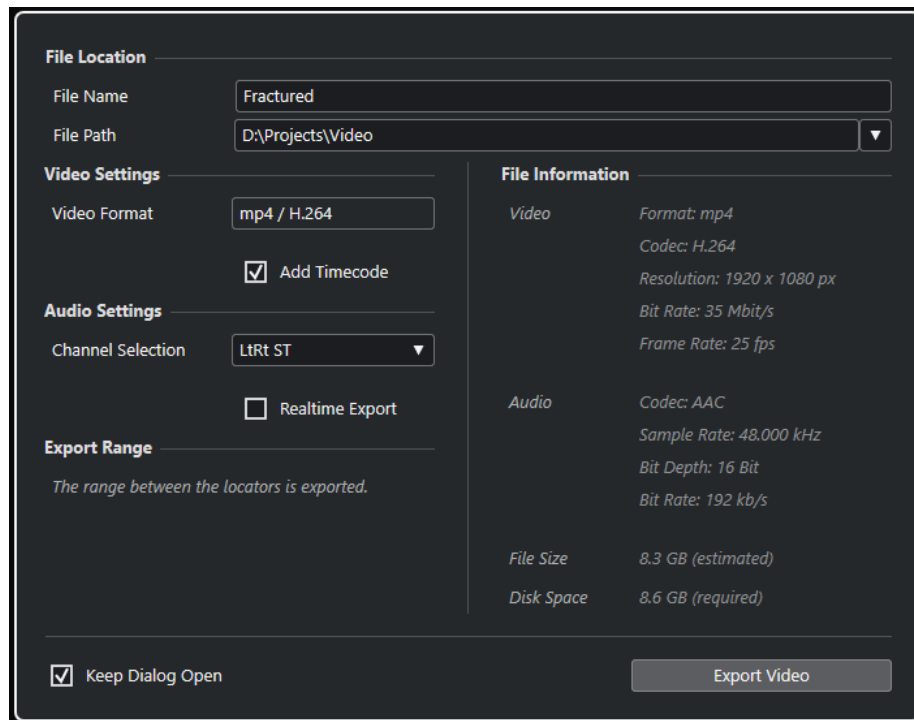 File Location
File Name Fractured
File Path D:\Projects\Video
Video Settings
Video Format mp4 / H.264
Add Timecode
Audio Settings
Channel Selection LtRt ST
Realtime Export
Export Range
The range between the locators is exported.
File Information
Video Format: mp4
Codec: H.264
Resolution: 1920 x 1080 px
Bit Rate: 35 Mbit/s
Frame Rate: 25 fps
Audio Codec: AAC
Sample Rate: 48.000 kHz
Bit Depth: 16 Bit
Bit Rate: 192 kb/s
File Size 8.3 GB (estimated)
Disk Space 8.6 GB (required)
Keep Dialog Open
Export Video